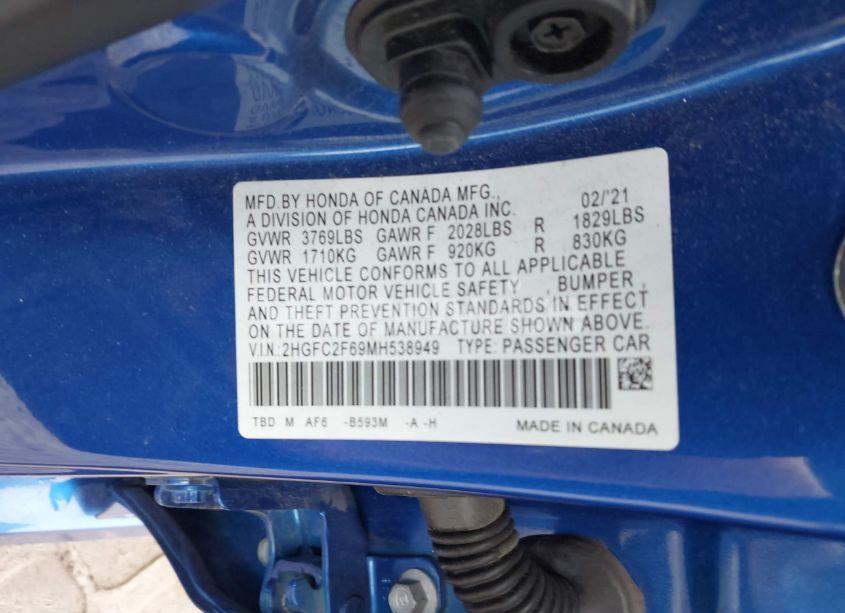 MFD.BY HONDA OF CANADA MFG., 02/'21
A DIVISION OF HONDA CANADA INC.
GVWR 3769LBS GAWR F 2028LBS R 1829LBS
GVWR 1710KG GAWR F 920KG R 830KG
THIS VEHICLE CONFORMS TO ALL APPLICABLE
FEDERAL MOTOR VEHICLE SAFETY , BUMPER ,
AND THEFT PREVENTION STANDARDS IN EFFECT
ON THE DATE OF MANUFACTURE SHOWN ABOVE.
V.I.N.:2HGFC2F69MH538949 TYPE: PASSENGER CAR
TBD M AF6 -B593M -A -H MADE IN CANADA